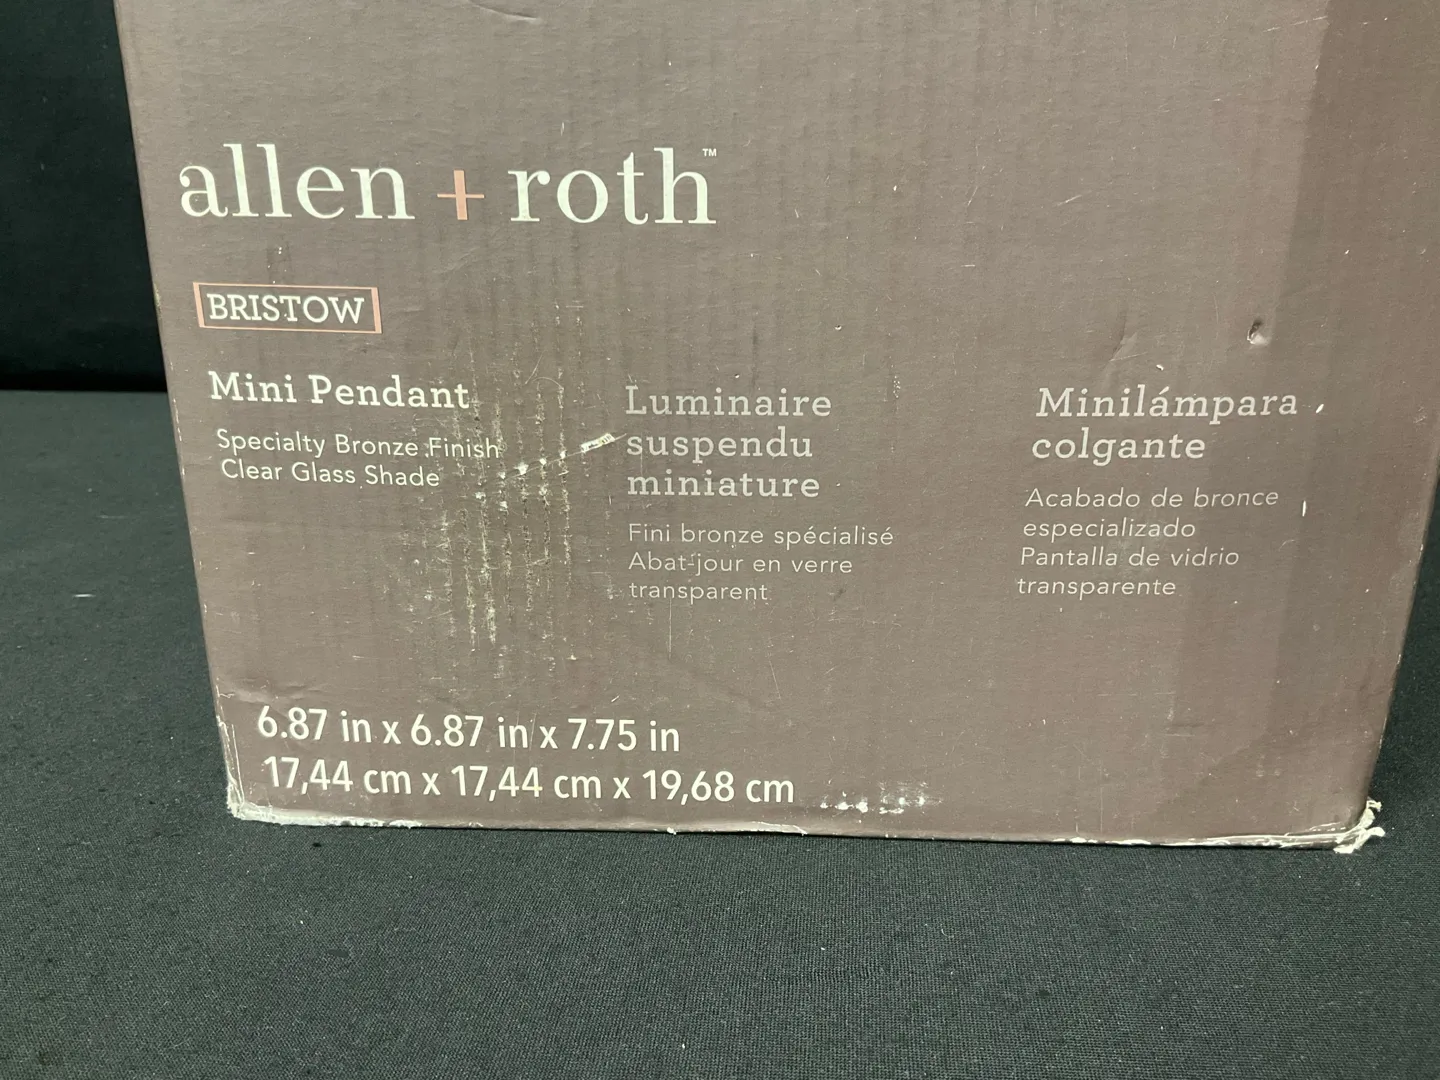 allen + roth™
BRISTOW
Mini Pendant
Specialty Bronze Finish
Clear Glass Shade
Luminaire
suspendu
miniature
Fini bronze spécialisé
Abat-jour en verre
transparent
Minilámpara
colgante
Acabado de bronce
especializado
Pantalla de vidrio
transparente
6.87 in x 6.87 in x 7.75 in
17,44 cm x 17,44 cm x 19,68 cm